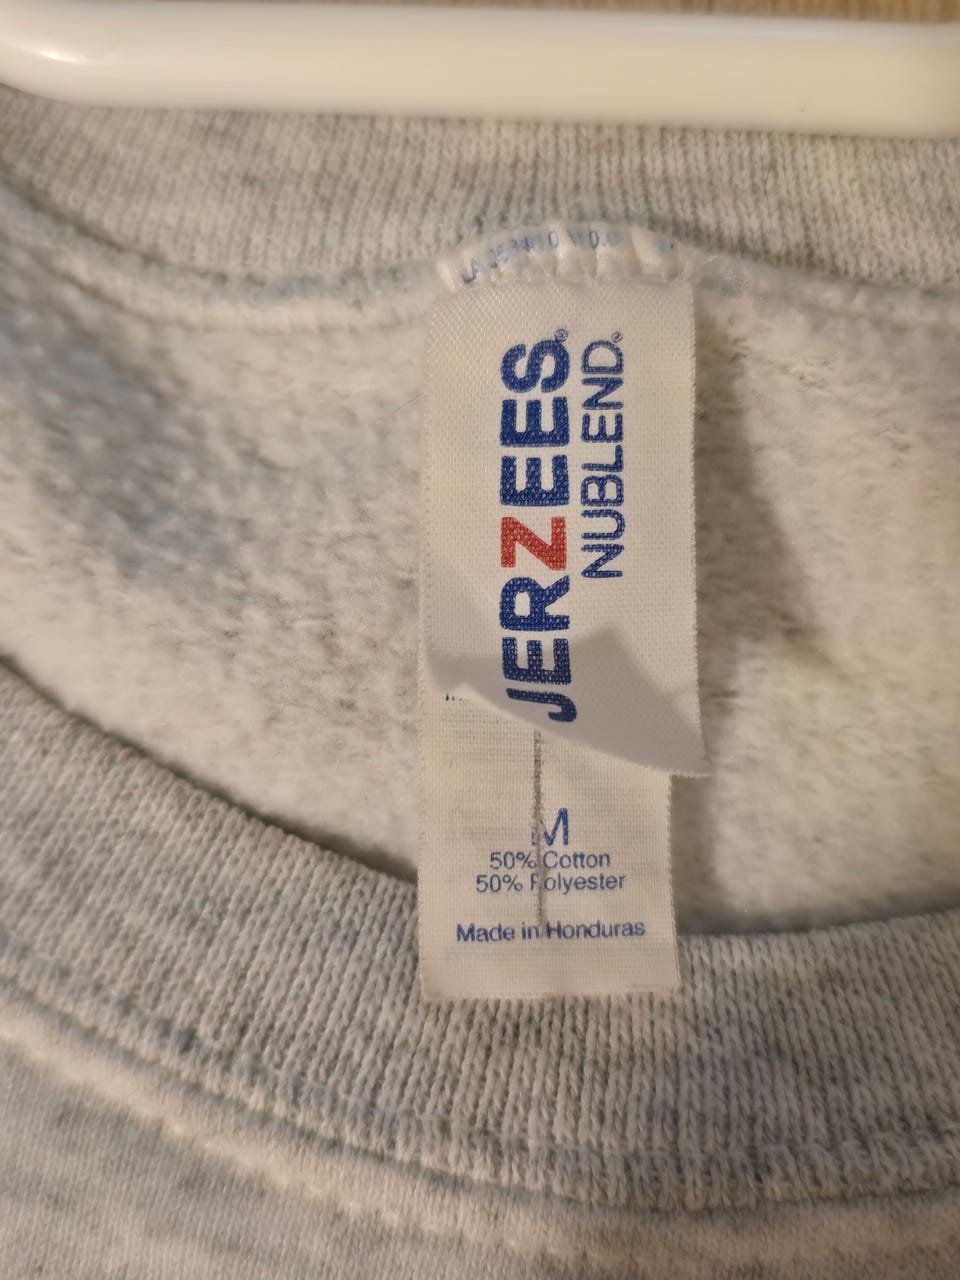 JERZEES®
NUBLEND®
M
50% Cotton
50% Polyester
Made in Honduras